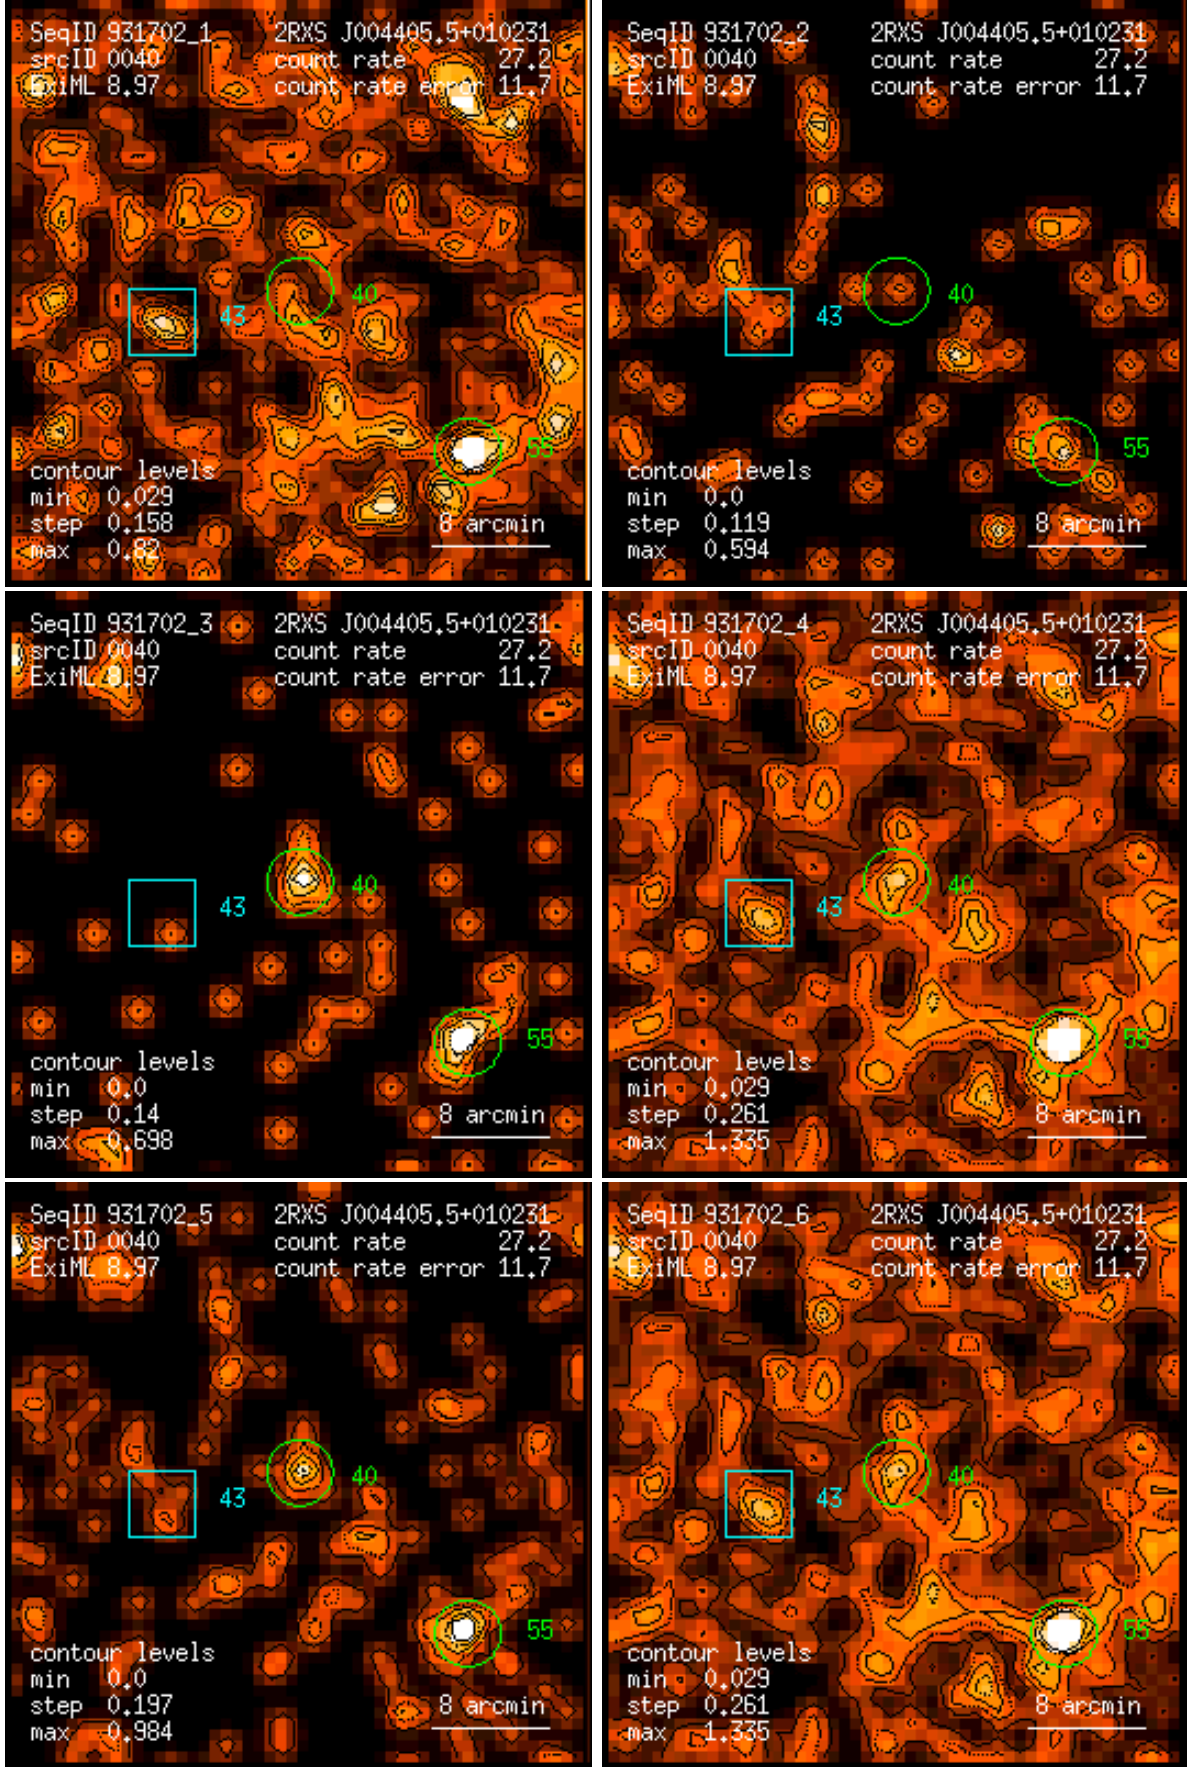 SeqID 931702_1 2RXS J004405.5+010231
srcID 0040 count rate 27.2
ExiML 8.97 count rate error 11.7
40
43
55
contour levels
min 0.029
step 0.158 8 arcmin
max 0.82
SeqID 931702_2 2RXS J004405.5+010231
srcID 0040 count rate 27.2
ExiML 8.97 count rate error 11.7
40
43
55
contour levels
min 0.0
step 0.119 8 arcmin
max 0.594
SeqID 931702_3 2RXS J004405.5+010231
srcID 0040 count rate 27.2
ExiML 8.97 count rate error 11.7
40
43
55
contour levels
min 0.0
step 0.14 8 arcmin
max 0.698
SeqID 931702_4 2RXS J004405.5+010231
srcID 0040 count rate 27.2
ExiML 8.97 count rate error 11.7
40
43
55
contour levels
min 0.029
step 0.261 8 arcmin
max 1.335
SeqID 931702_5 2RXS J004405.5+010231
srcID 0040 count rate 27.2
ExiML 8.97 count rate error 11.7
40
43
55
contour levels
min 0.0
step 0.197 8 arcmin
max 0.984
SeqID 931702_6 2RXS J004405.5+010231
srcID 0040 count rate 27.2
ExiML 8.97 count rate error 11.7
40
43
55
contour levels
min 0.029
step 0.261 8 arcmin
max 1.335